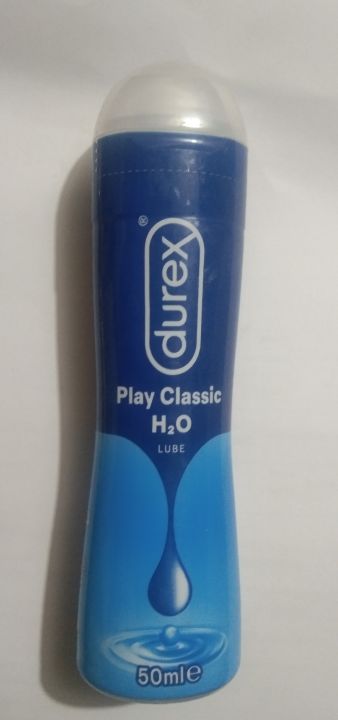 durex®
Play Classic
H₂O
LUBE
50ml℮